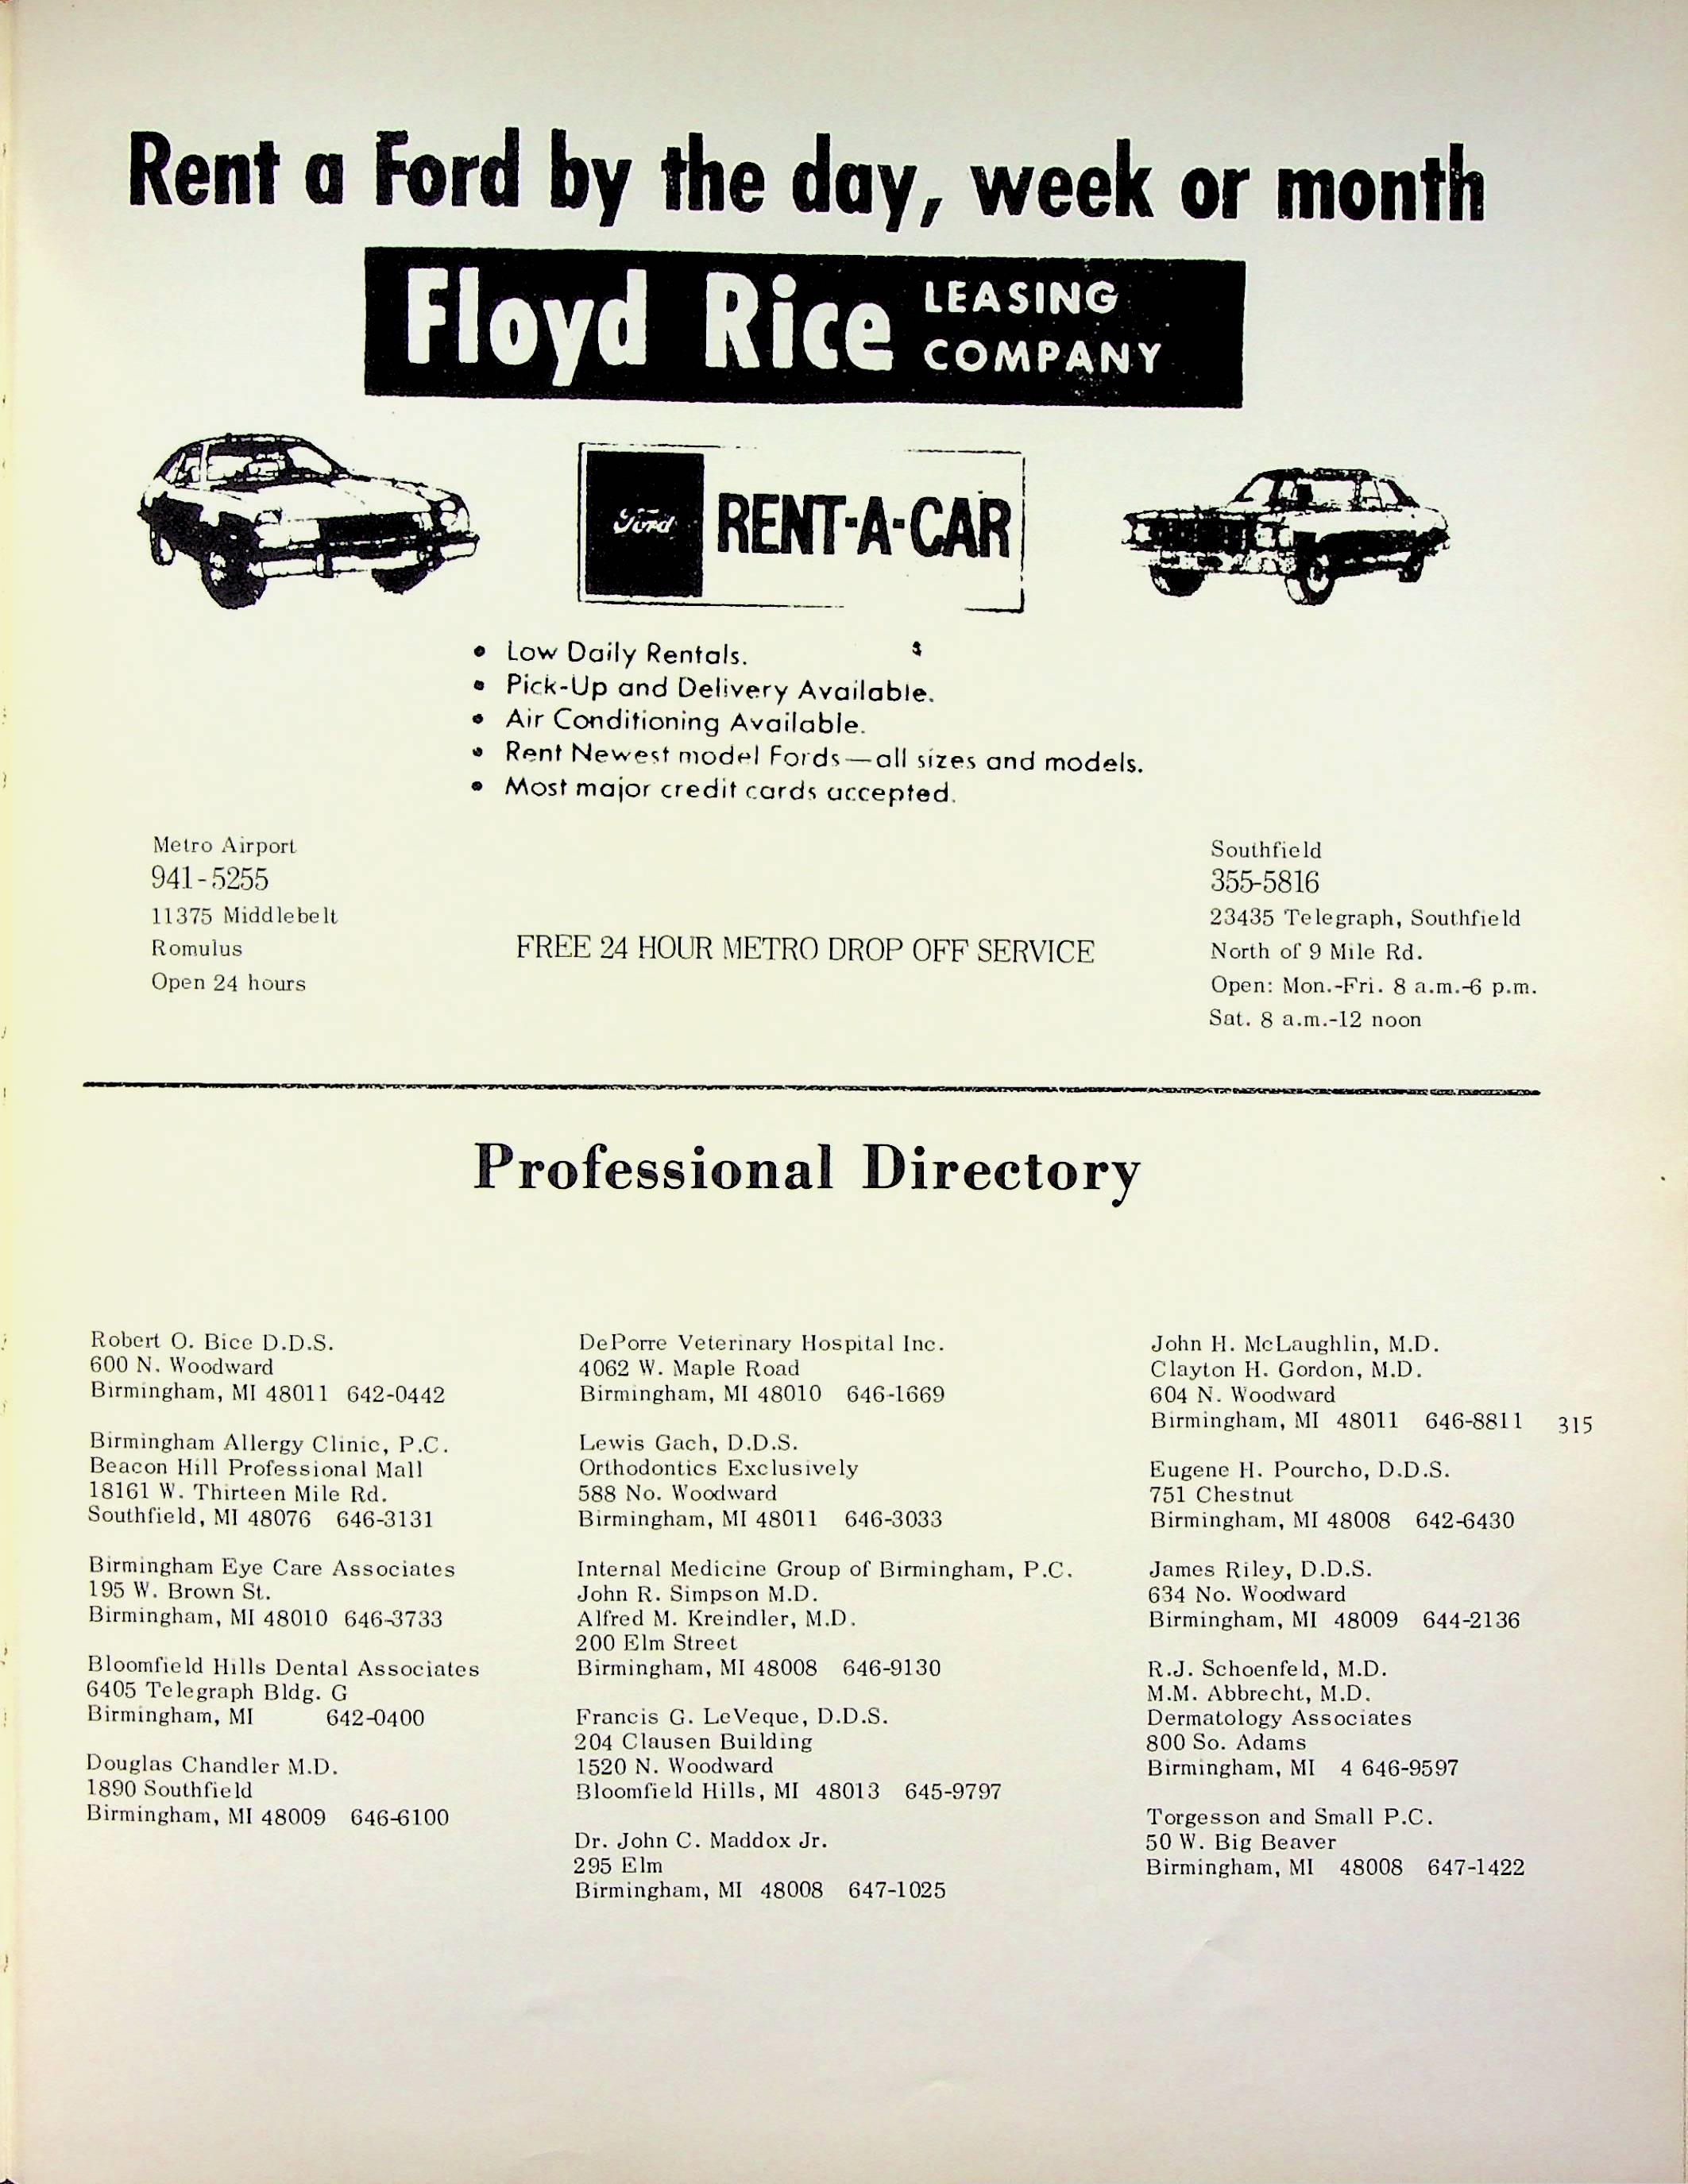 Rent a Ford by the day, week or month
Floyd Rice LEASING COMPANY
Ford RENT-A-CAR
• Low Daily Rentals.
• Pick-Up and Delivery Available.
• Air Conditioning Available.
• Rent Newest model Fords—all sizes and models.
• Most major credit cards accepted.
Metro Airport
941-5255
11375 Middlebelt
Romulus
Open 24 hours
FREE 24 HOUR METRO DROP OFF SERVICE
Southfield
355-5816
23435 Telegraph, Southfield
North of 9 Mile Rd.
Open: Mon.-Fri. 8 a.m.-6 p.m.
Sat. 8 a.m.-12 noon
Professional Directory
Robert O. Bice D.D.S.
600 N. Woodward
Birmingham, MI 48011 642-0442
Birmingham Allergy Clinic, P.C.
Beacon Hill Professional Mall
18161 W. Thirteen Mile Rd.
Southfield, MI 48076 646-3131
Birmingham Eye Care Associates
195 W. Brown St.
Birmingham, MI 48010 646-3733
Bloomfield Hills Dental Associates
6405 Telegraph Bldg. G
Birmingham, MI 642-0400
Douglas Chandler M.D.
1890 Southfield
Birmingham, MI 48009 646-6100
DePorre Veterinary Hospital Inc.
4062 W. Maple Road
Birmingham, MI 48010 646-1669
Lewis Gach, D.D.S.
Orthodontics Exclusively
588 No. Woodward
Birmingham, MI 48011 646-3033
Internal Medicine Group of Birmingham, P.C.
John R. Simpson M.D.
Alfred M. Kreindler, M.D.
200 Elm Street
Birmingham, MI 48008 646-9130
Francis G. LeVeque, D.D.S.
204 Clausen Building
1520 N. Woodward
Bloomfield Hills, MI 48013 645-9797
Dr. John C. Maddox Jr.
295 Elm
Birmingham, MI 48008 647-1025
John H. McLaughlin, M.D.
Clayton H. Gordon, M.D.
604 N. Woodward
Birmingham, MI 48011 646-8811
Eugene H. Pourcho, D.D.S.
751 Chestnut
Birmingham, MI 48008 642-6430
James Riley, D.D.S.
634 No. Woodward
Birmingham, MI 48009 644-2136
R.J. Schoenfeld, M.D.
M.M. Abbrecht, M.D.
Dermatology Associates
800 So. Adams
Birmingham, MI 4 646-9597
Torgesson and Small P.C.
50 W. Big Beaver
Birmingham, MI 48008 647-1422
315